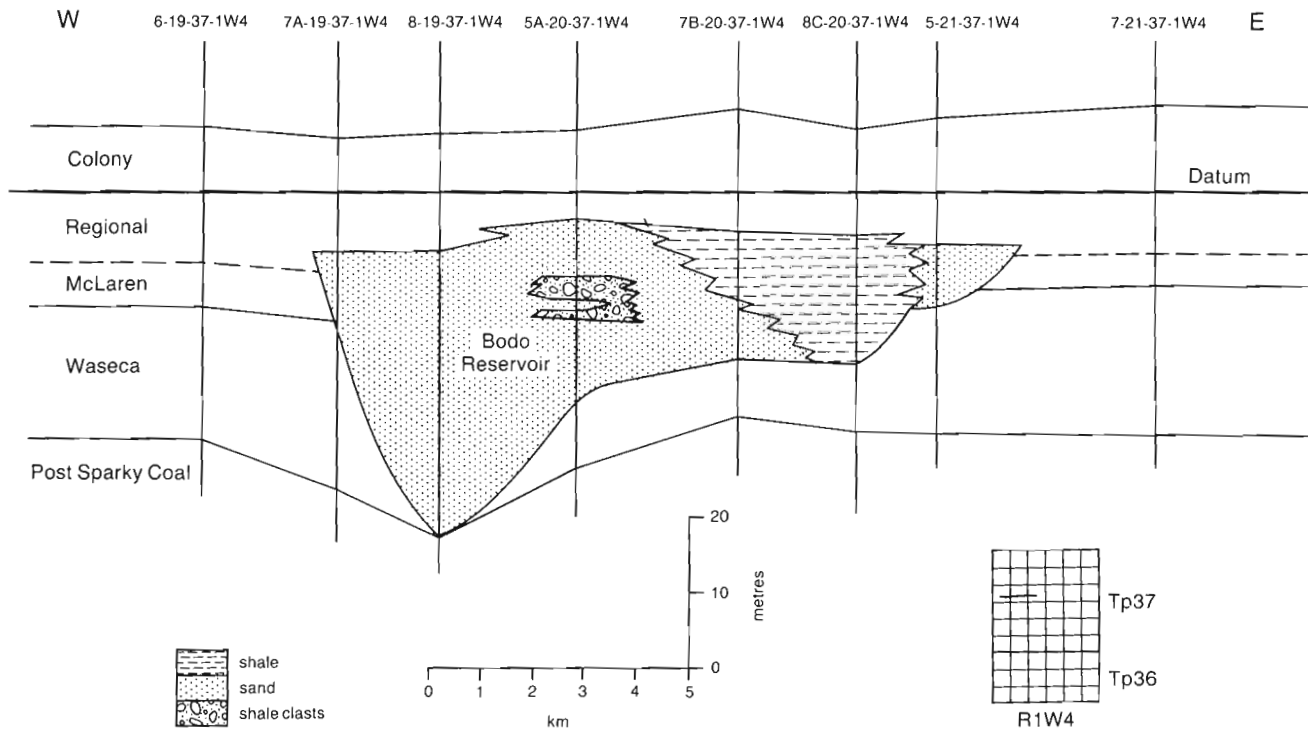 W
6-19-37-1W4
7A-19-37-1W4
8-19-37-1W4
5A-20-37-1W4
7B-20-37-1W4
8C-20-37-1W4
5-21-37-1W4
7-21-37-1W4
E
Colony
Datum
Regional
McLaren
Waseca
Bodo
Reservoir
Post Sparky Coal
20
10
0
metres
shale
sand
shale clasts
0 1 2 3 4 5
km
Tp37
Tp36
R1W4